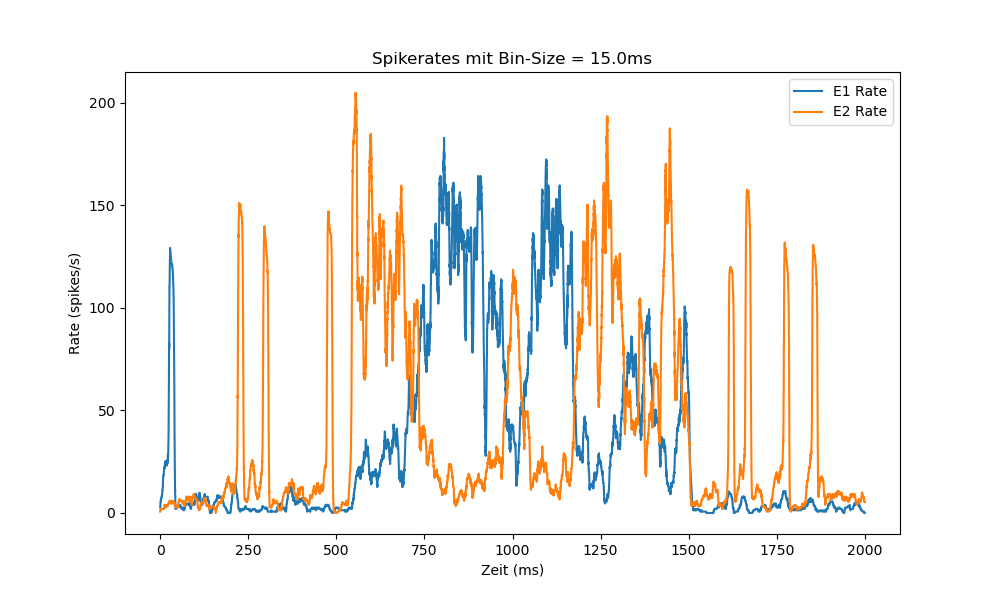 Spikerates mit Bin-Size = 15.0ms
E1 Rate
E2 Rate
Rate (spikes/s)
200
150
100
50
0
0 250 500 750 1000 1250 1500 1750 2000
Zeit (ms)